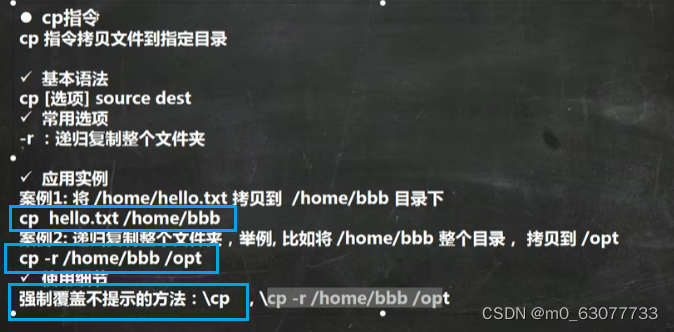 ● cp指令
cp 指令拷贝文件到指定目录
✓ 基本语法
cp [选项] source dest
✓ 常用选项
-r ：递归复制整个文件夹
✓ 应用实例
案例1: 将 /home/hello.txt 拷贝到 /home/bbb 目录下
cp hello.txt /home/bbb
案例2: 递归复制整个文件夹，举例, 比如将 /home/bbb 整个目录， 拷贝到 /opt
cp -r /home/bbb /opt
✓ 使用细节
强制覆盖不提示的方法：\cp , \cp -r /home/bbb /opt
CSDN @m0_63077733